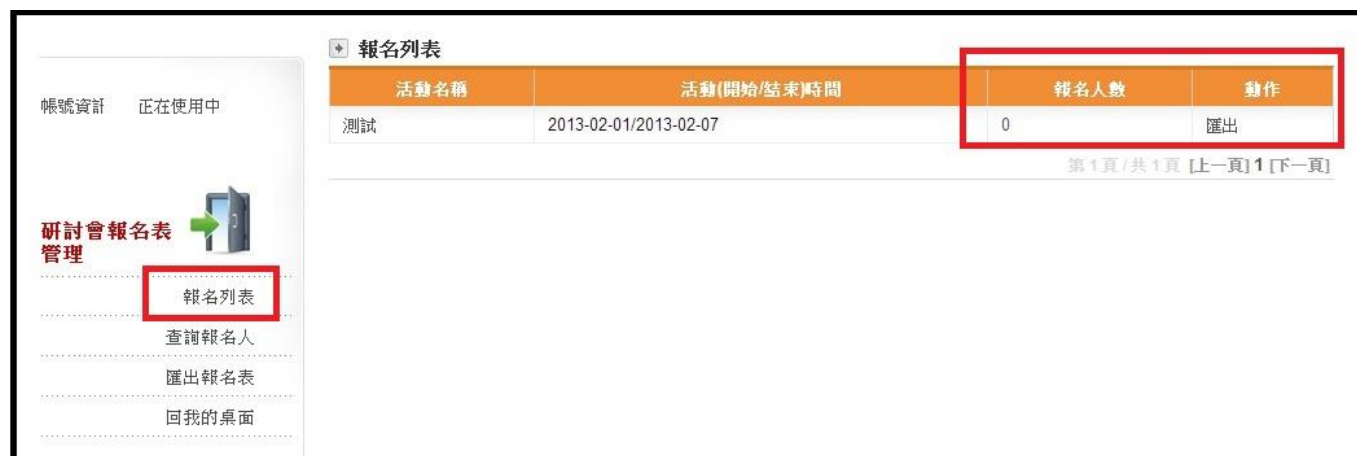 帳號資訊 正在使用中
研討會報名表
管理
報名列表
查詢報名人
匯出報名表
回我的桌面
報名列表
活動名稱 活動(開始/結束)時間 報名人數 動作
測試 2013-02-01/2013-02-07 0 匯出
第 1 頁 / 共 1 頁 [上一頁] 1 [下一頁]